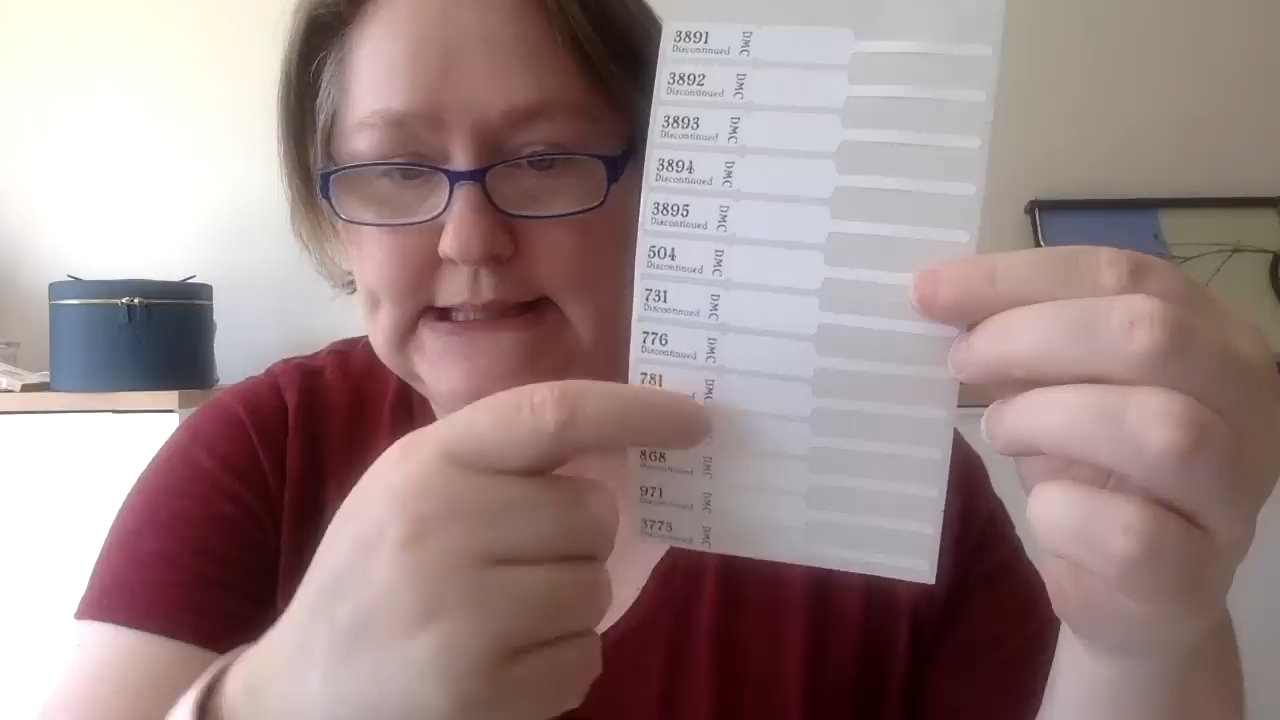 3891 DMC
Discontinued
3892 DMC
Discontinued
3893 DMC
Discontinued
3894 DMC
Discontinued
3895 DMC
Discontinued
504 DMC
Discontinued
731 DMC
Discontinued
776 DMC
Discontinued
781 DMC
868 DMC
Discontinued
971 DMC
Discontinued
3773 DMC
Discontinued